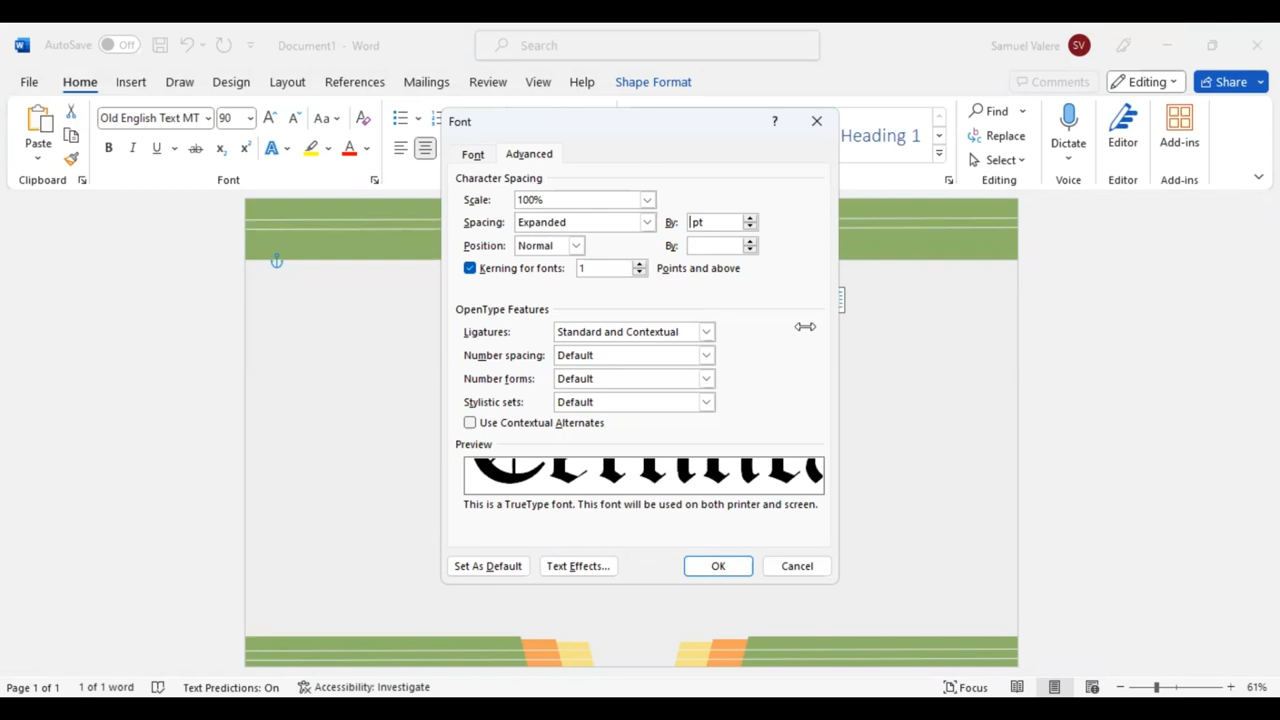 AutoSave Off Document1 - Word Search Samuel Valere SV
File Home Insert Draw Design Layout References Mailings Review View Help Shape Format Comments Editing Share
Paste Old English Text MT 90 Aa Heading 1 Find Replace Select Dictate Editor Add-ins
Clipboard Font Editing Voice Editor Add-ins
Font
Font Advanced
Character Spacing
Scale: 100%
Spacing: Expanded By: pt
Position: Normal By:
Kerning for fonts: 1 Points and above
OpenType Features
Ligatures: Standard and Contextual
Number spacing: Default
Number forms: Default
Stylistic sets: Default
Use Contextual Alternates
Preview
This is a TrueType font. This font will be used on both printer and screen.
Set As Default Text Effects... OK Cancel
Page 1 of 1 1 of 1 word Text Predictions: On Accessibility: Investigate Focus 61%